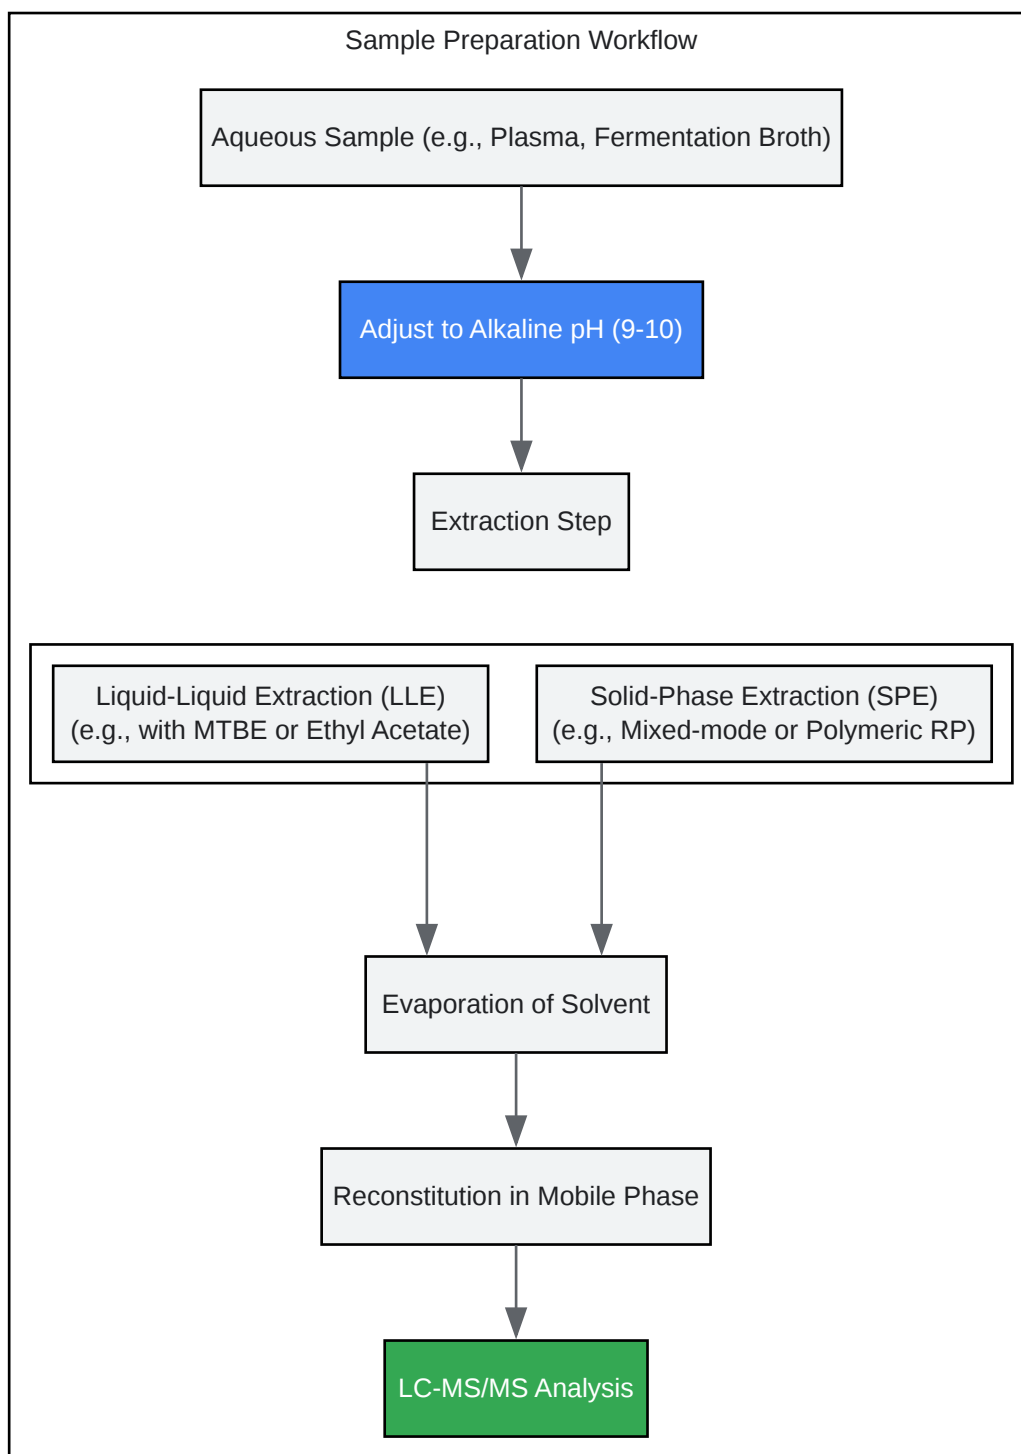 Sample Preparation Workflow
Aqueous Sample (e.g., Plasma, Fermentation Broth)
Adjust to Alkaline pH (9-10)
Extraction Step
Liquid-Liquid Extraction (LLE)
(e.g., with MTBE or Ethyl Acetate)
Solid-Phase Extraction (SPE)
(e.g., Mixed-mode or Polymeric RP)
Evaporation of Solvent
Reconstitution in Mobile Phase
LC-MS/MS Analysis